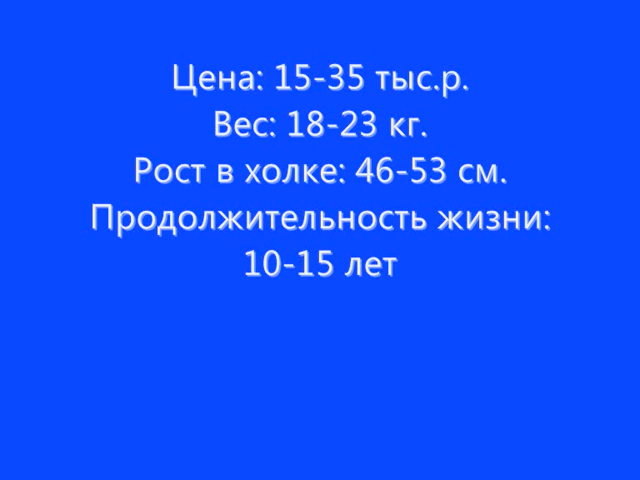 Цена: 15-35 тыс.р.
Вес: 18-23 кг.
Рост в холке: 46-53 см.
Продолжительность жизни:
10-15 лет